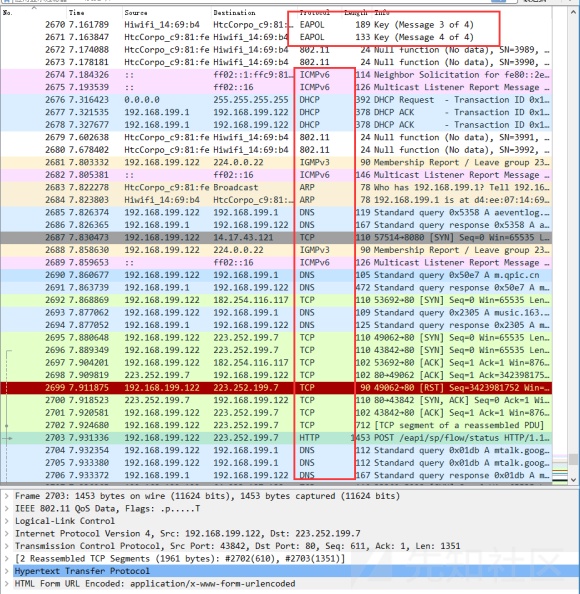 No. Time Source Destination Protocol Length Info
2670 7.161789 Hiwifi_14:69:b4 HtcCorpo_c9:81:… EAPOL 189 Key (Message 3 of 4)
2671 7.163847 HtcCorpo_c9:81:fe Hiwifi_14:69:b4 EAPOL 133 Key (Message 4 of 4)
2672 7.174088 HtcCorpo_c9:81:fe Hiwifi_14:69:b4 802.11 24 Null function (No data), SN=3989,…
2673 7.178181 HtcCorpo_c9:81:fe Hiwifi_14:69:b4 802.11 24 Null function (No data), SN=3990,…
2674 7.184326 :: ff02::1:ffc9:81… ICMPv6 114 Neighbor Solicitation for fe80::2e…
2675 7.193539 :: ff02::16 ICMPv6 126 Multicast Listener Report Message …
2676 7.316423 0.0.0.0 255.255.255.255 DHCP 392 DHCP Request - Transaction ID 0x1…
2677 7.321535 192.168.199.1 192.168.199.122 DHCP 378 DHCP ACK - Transaction ID 0x1…
2678 7.327677 192.168.199.1 192.168.199.122 DHCP 378 DHCP ACK - Transaction ID 0x1…
2679 7.602638 HtcCorpo_c9:81:fe Hiwifi_14:69:b4 802.11 24 Null function (No data), SN=3991,…
2680 7.678402 HtcCorpo_c9:81:fe Hiwifi_14:69:b4 802.11 24 Null function (No data), SN=3992,…
2681 7.803332 192.168.199.122 224.0.0.22 IGMPv3 90 Membership Report / Leave group 23…
2682 7.805381 :: ff02::16 ICMPv6 126 Multicast Listener Report Message …
2683 7.822278 HtcCorpo_c9:81:fe Broadcast ARP 78 Who has 192.168.199.1? Tell 192.16…
2684 7.823803 Hiwifi_14:69:b4 HtcCorpo_c9:81:… ARP 78 192.168.199.1 is at d4:ee:07:14:69…
2685 7.826374 192.168.199.122 192.168.199.1 DNS 119 Standard query 0x5358 A aeventlog.…
2686 7.826365 192.168.199.1 192.168.199.122 DNS 167 Standard query response 0x5358 A a…
2687 7.830473 192.168.199.122 14.17.43.121 TCP 110 57514→8080 [SYN] Seq=0 Win=65535 L…
2688 7.858630 192.168.199.122 224.0.0.22 IGMPv3 90 Membership Report / Leave group 23…
2689 7.859653 :: ff02::16 ICMPv6 126 Multicast Listener Report Message …
2690 7.860677 192.168.199.122 192.168.199.1 DNS 105 Standard query 0x50e7 A m.qpic.cn
2691 7.863739 192.168.199.1 192.168.199.122 DNS 472 Standard query response 0x50e7 A m…
2692 7.868869 192.168.199.122 182.254.116.117 TCP 110 53692→80 [SYN] Seq=0 Win=65535 Len…
2693 7.877062 192.168.199.122 192.168.199.1 DNS 109 Standard query 0x2305 A music.163.…
2694 7.877052 192.168.199.1 192.168.199.122 DNS 125 Standard query response 0x2305 A m…
2695 7.880648 192.168.199.122 223.252.199.7 TCP 110 49062→80 [SYN] Seq=0 Win=65535 Len…
2696 7.889349 192.168.199.122 223.252.199.7 TCP 110 43842→80 [SYN] Seq=0 Win=65535 Len…
2697 7.904201 192.168.199.122 182.254.116.117 TCP 102 53692→80 [ACK] Seq=1 Ack=1 Win=876…
2698 7.909819 192.168.199.122 223.252.199.7 TCP 102 80→49062 [ACK] Seq=1 Ack=342398175…
2699 7.911875 192.168.199.122 223.252.199.7 TCP 90 49062→80 [RST] Seq=3423981752 Win=…
2700 7.918523 192.168.199.122 223.252.199.7 TCP 110 80→43842 [SYN, ACK] Seq=0 Ack=1 Wi…
2701 7.920581 192.168.199.122 223.252.199.7 TCP 102 43842→80 [ACK] Seq=1 Ack=1 Win=876…
2702 7.924680 192.168.199.122 223.252.199.7 TCP 712 [TCP segment of a reassembled PDU]
2703 7.931336 192.168.199.122 223.252.199.7 HTTP 1453 POST /eapi/sp/flow/status HTTP/1.1…
2704 7.932354 192.168.199.122 192.168.199.1 DNS 112 Standard query 0x01db A mtalk.goog…
2705 7.933380 192.168.199.122 192.168.199.1 DNS 112 Standard query 0x01db A mtalk.goog…
2706 7.933900 192.168.199.1 192.168.199.122 DNS 167 Standard query response 0x01db A m…
Frame 2703: 1453 bytes on wire (11624 bits), 1453 bytes captured (11624 bits)
IEEE 802.11 QoS Data, Flags: .p.....T
Logical-Link Control
Internet Protocol Version 4, Src: 192.168.199.122, Dst: 223.252.199.7
Transmission Control Protocol, Src Port: 43842, Dst Port: 80, Seq: 611, Ack: 1, Len: 1351
[2 Reassembled TCP Segments (1961 bytes): #2702(610), #2703(1351)]
Hypertext Transfer Protocol
HTML Form URL Encoded: application/x-www-form-urlencoded
先知社区